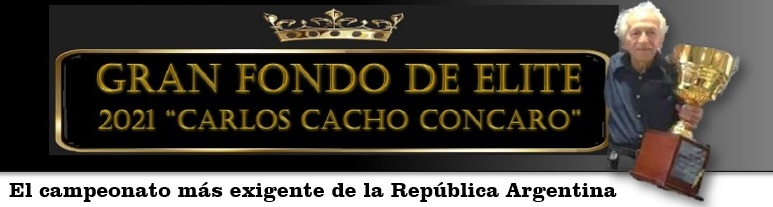 GRAN FONDO DE ELITE
2021 "CARLOS CACHO CONCARO"
El campeonato más exigente de la República Argentina